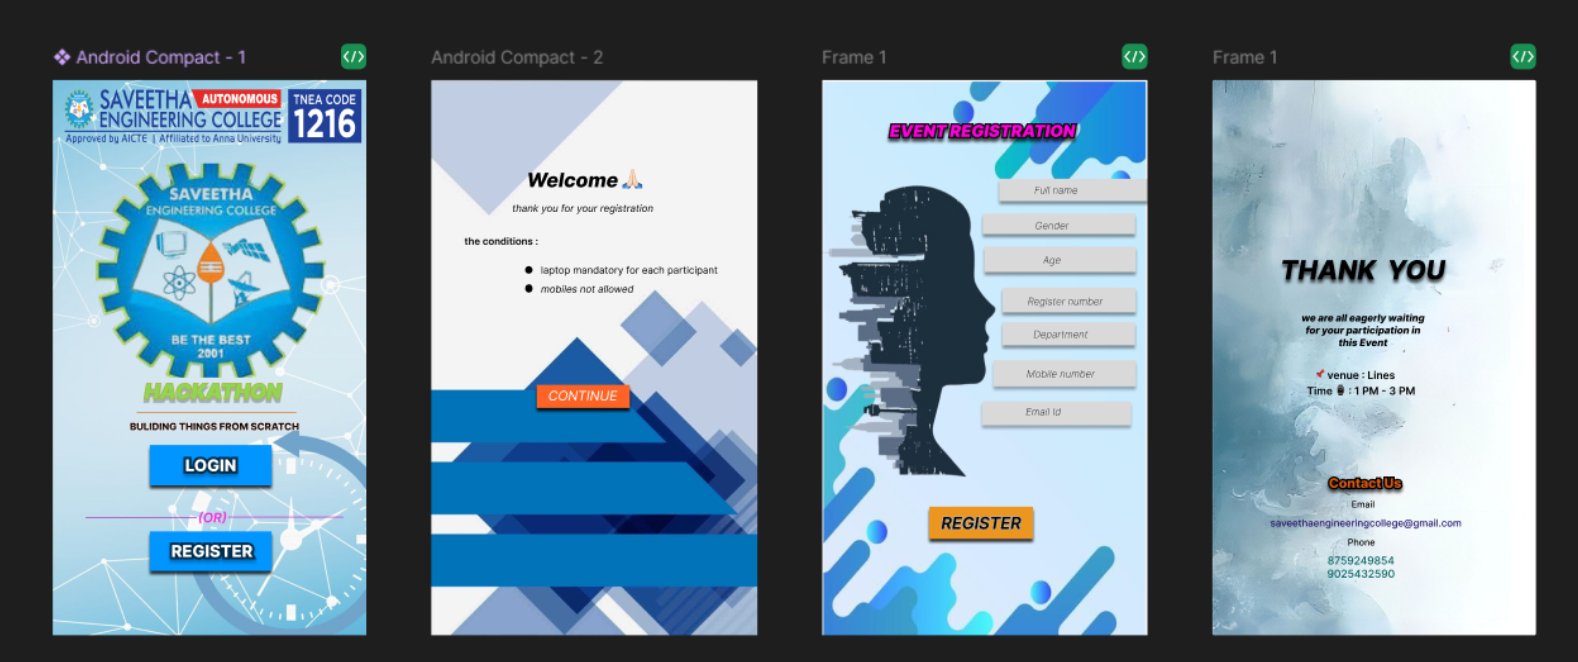 Android Compact - 1
</>
SAVEETHA AUTONOMOUS
ENGINEERING COLLEGE
Approved by AICTE | Affiliated to Anna University
TNEA CODE
1216
SAVEETHA
ENGINEERING COLLEGE
BE THE BEST
2001
HACKATHON
BULIDING THINGS FROM SCRATCH
LOGIN
(OR)
REGISTER
Android Compact - 2
Welcome 🙏🏻
thank you for your registration
the conditions :
● laptop mandatory for each participant
● mobiles not allowed
CONTINUE
Frame 1
</>
EVENT REGISTRATION
Full name
Gender
Age
Register number
Department
Mobile number
Email Id
REGISTER
Frame 1
</>
THANK YOU
we are all eagerly waiting
for your participation in
this Event
📌 venue : Lines
Time : 1 PM - 3 PM
Contact Us
Email
saveethaengineeringcollege@gmail.com
Phone
8759249854
9025432590